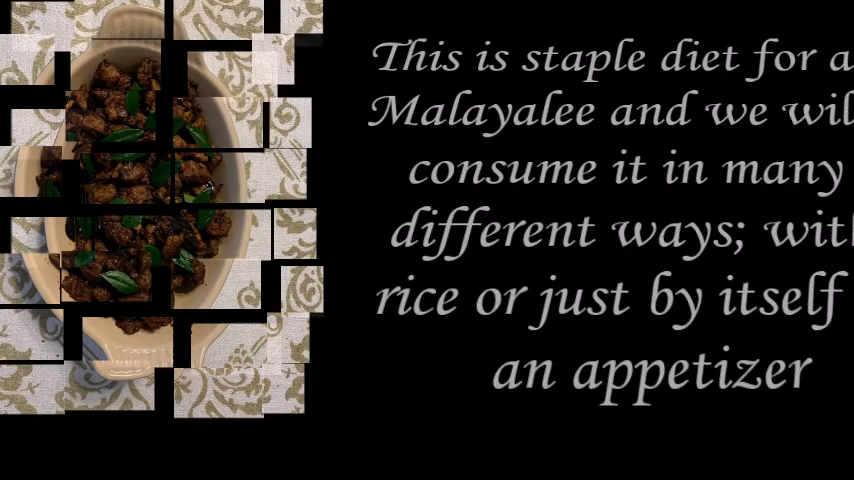 This is staple diet for a
Malayalee and we wil
consume it in many
different ways; with
rice or just by itself
an appetizer